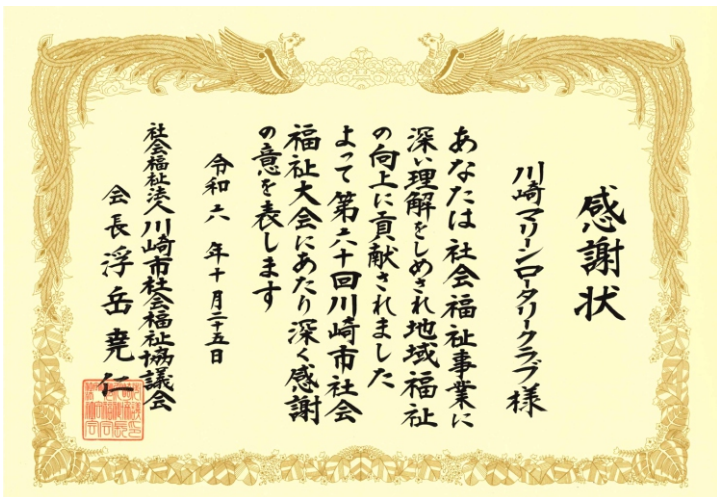 感謝状
川崎マリーンロータリークラブ様
あなたは社会福祉事業に
深い理解をしめされ地域福祉
の向上に貢献されました
よって第六十回川崎市社会
福祉大会にあたり深く感謝
の意を表します
令和六年十月二十五日
社会福祉法人川崎市社会福祉協議会
会長浮岳堯仁